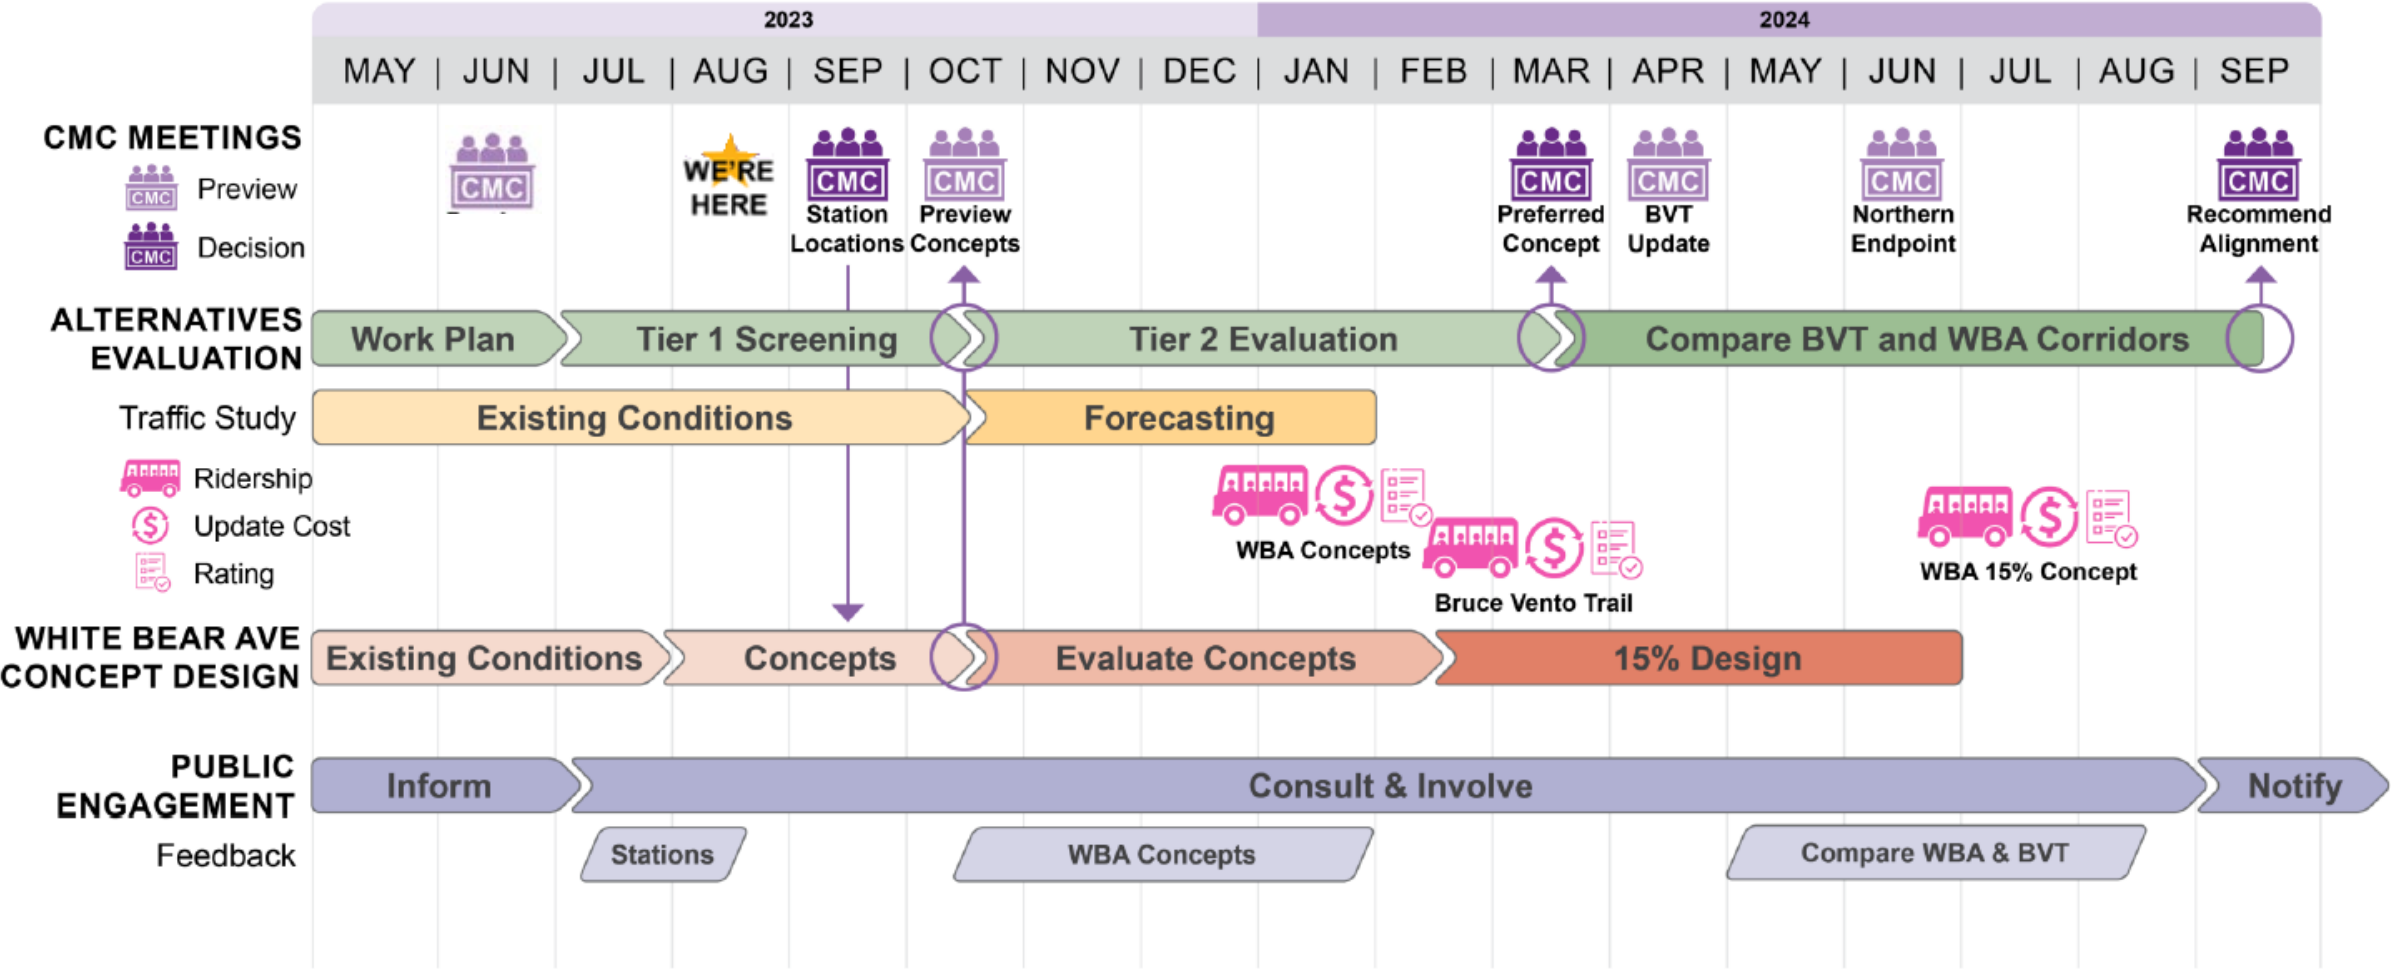 2023
2024
MAY | JUN | JUL | AUG | SEP | OCT | NOV | DEC | JAN | FEB | MAR | APR | MAY | JUN | JUL | AUG | SEP
CMC MEETINGS
CMC Preview
CMC Decision
CMC
WE'RE
HERE
CMC
Station
Locations
CMC
Preview
Concepts
CMC
Preferred
Concept
CMC
BVT
Update
CMC
Northern
Endpoint
CMC
Recommend
Alignment
ALTERNATIVES
EVALUATION
Work Plan
Tier 1 Screening
Tier 2 Evaluation
Compare BVT and WBA Corridors
Traffic Study
Existing Conditions
Forecasting
Ridership
$ Update Cost
Rating
$
WBA Concepts
$
Bruce Vento Trail
$
WBA 15% Concept
WHITE BEAR AVE
CONCEPT DESIGN
Existing Conditions
Concepts
Evaluate Concepts
15% Design
PUBLIC
ENGAGEMENT
Inform
Consult & Involve
Notify
Feedback
Stations
WBA Concepts
Compare WBA & BVT